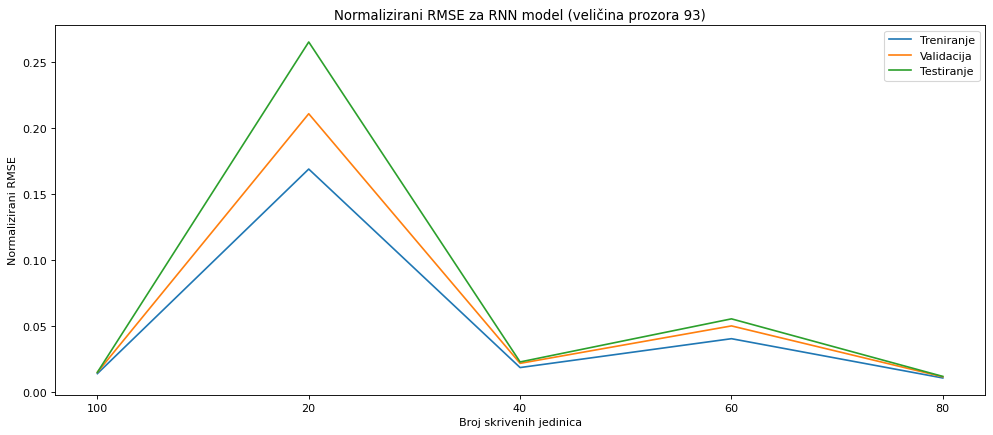 Normalizirani RMSE za RNN model (veličina prozora 93)
Treniranje
Validacija
Testiranje
Normalizirani RMSE
0.25
0.20
0.15
0.10
0.05
0.00
100 20 40 60 80
Broj skrivenih jedinica